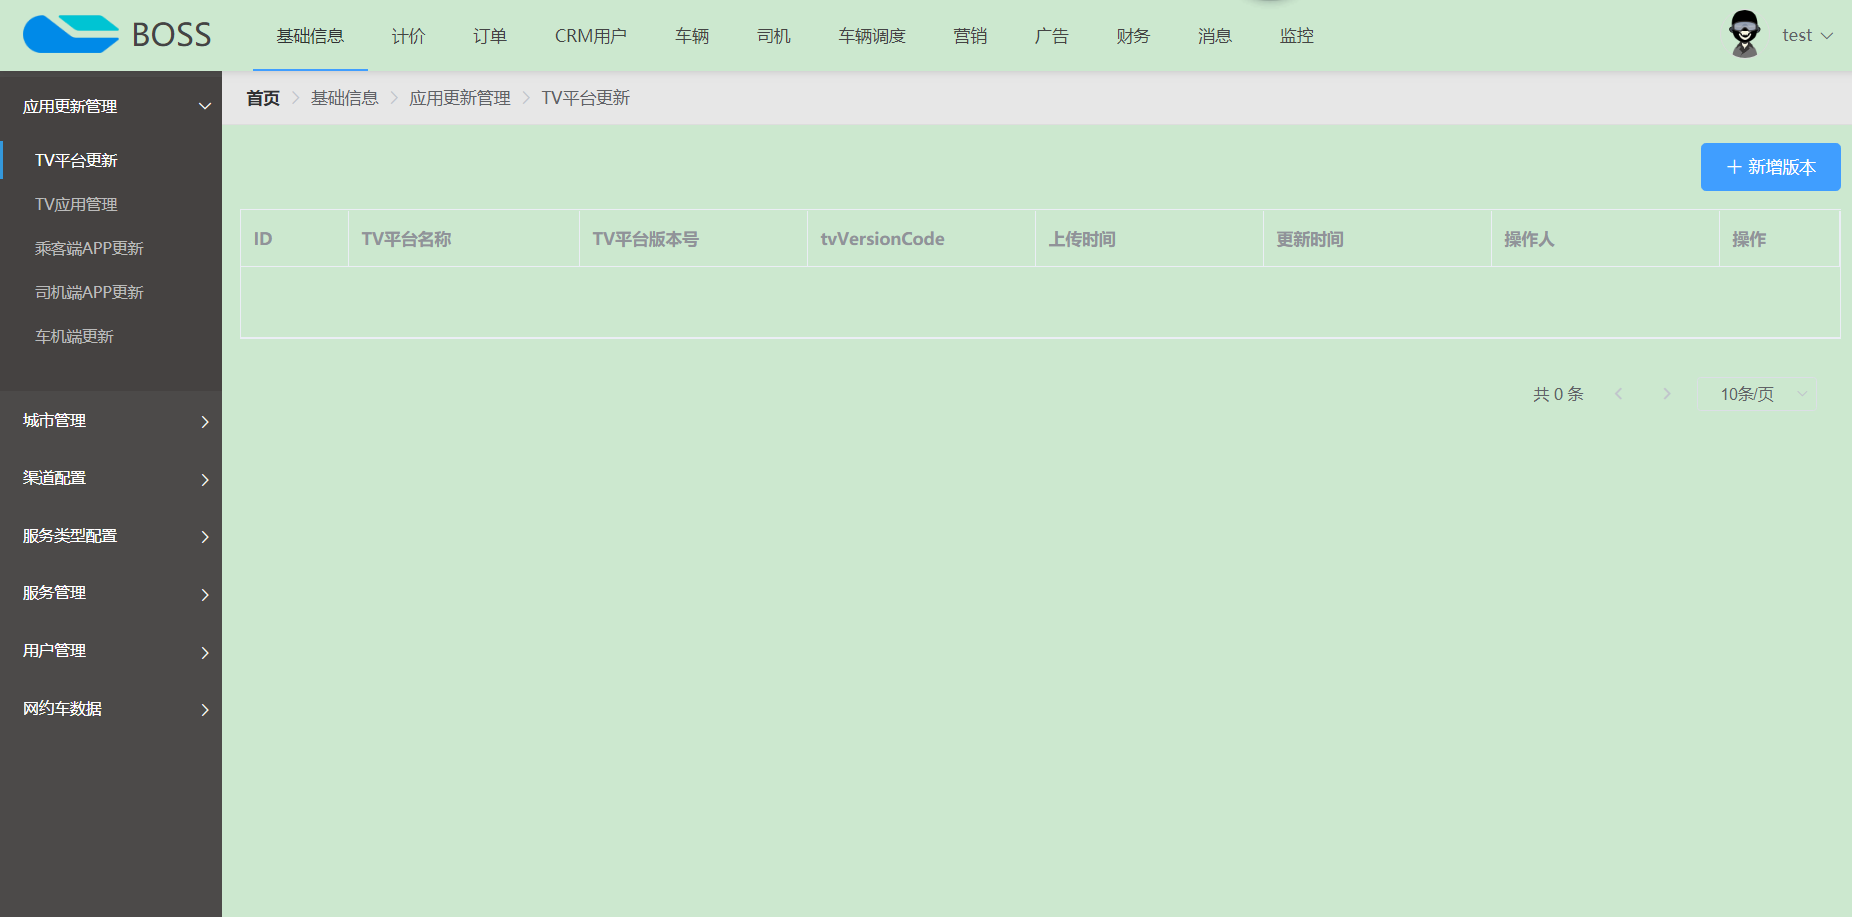 BOSS 基础信息 计价 订单 CRM用户 车辆 司机 车辆调度 营销 广告 财务 消息 监控 test
首页 基础信息 应用更新管理 TV平台更新
应用更新管理
TV平台更新
TV应用管理
乘客端APP更新
司机端APP更新
车机端更新
城市管理
渠道配置
服务类型配置
服务管理
用户管理
网约车数据
新增版本
ID TV平台名称 TV平台版本号 tvVersionCode 上传时间 更新时间 操作人 操作
共 0 条 10条/页